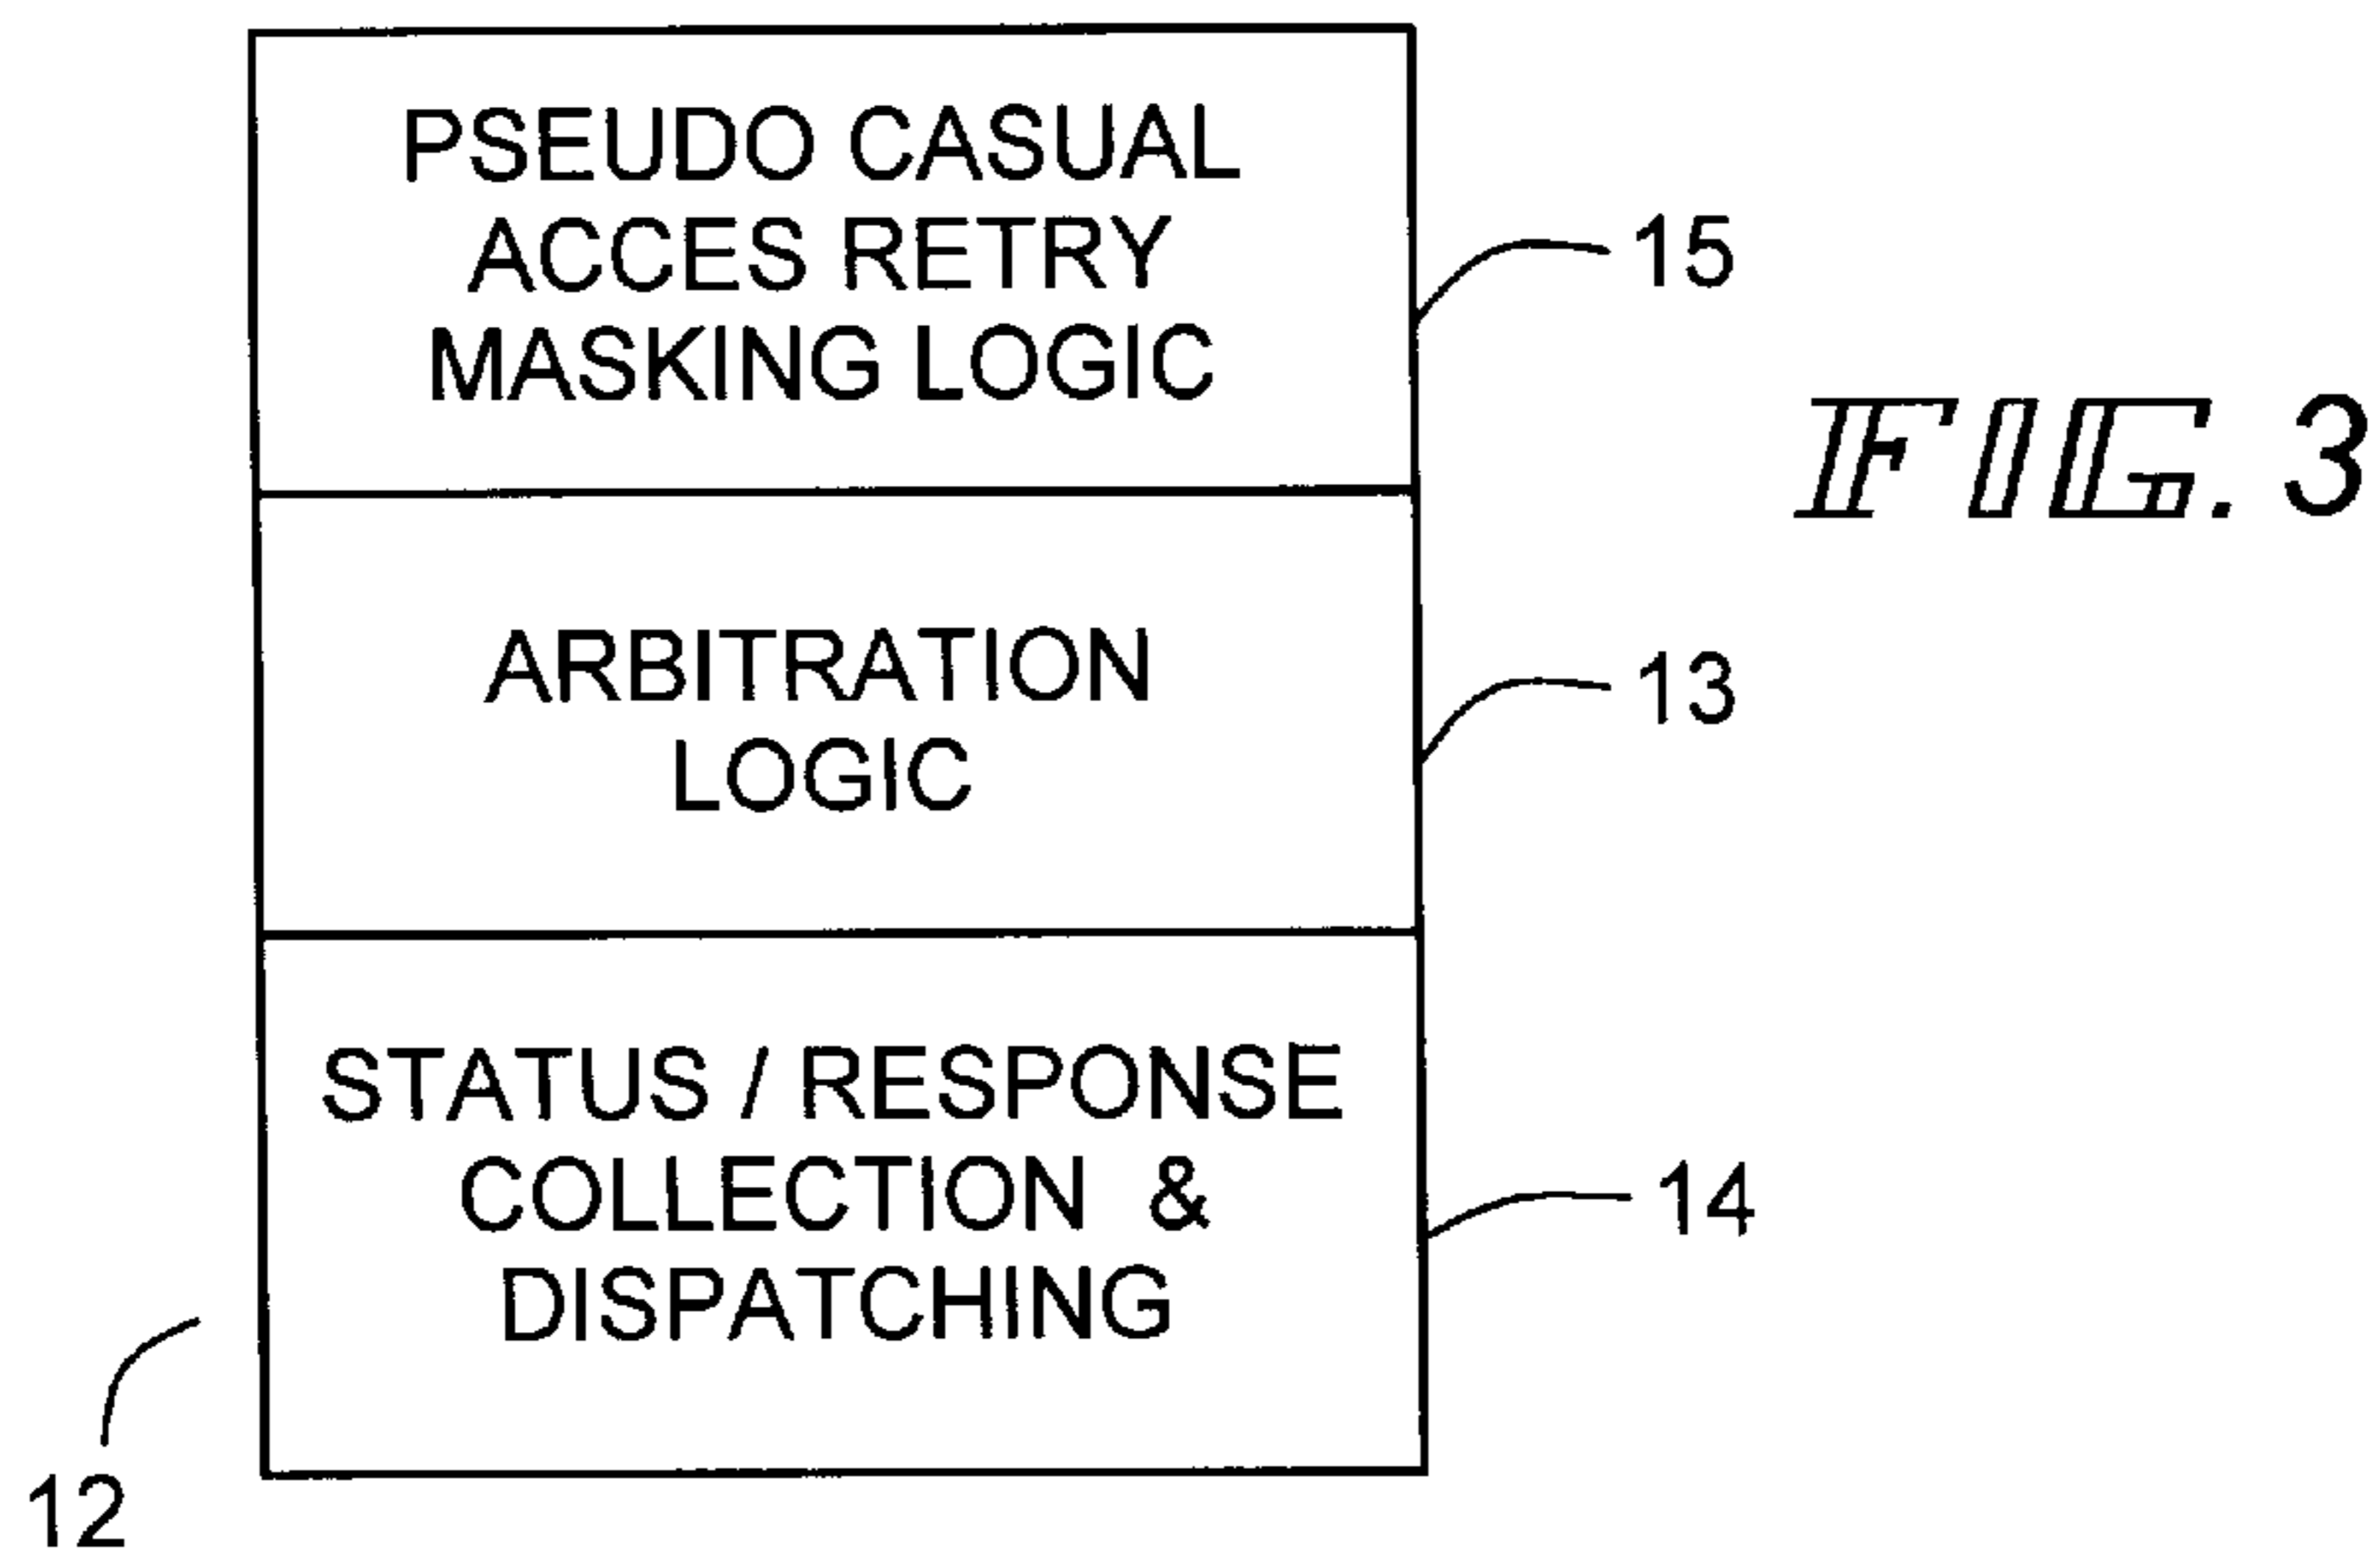 PSEUDO CASUAL
ACCES RETRY
MASKING LOGIC
15
FIG. 3
ARBITRATION
LOGIC
13
STATUS / RESPONSE
COLLECTION &
DISPATCHING
14
12